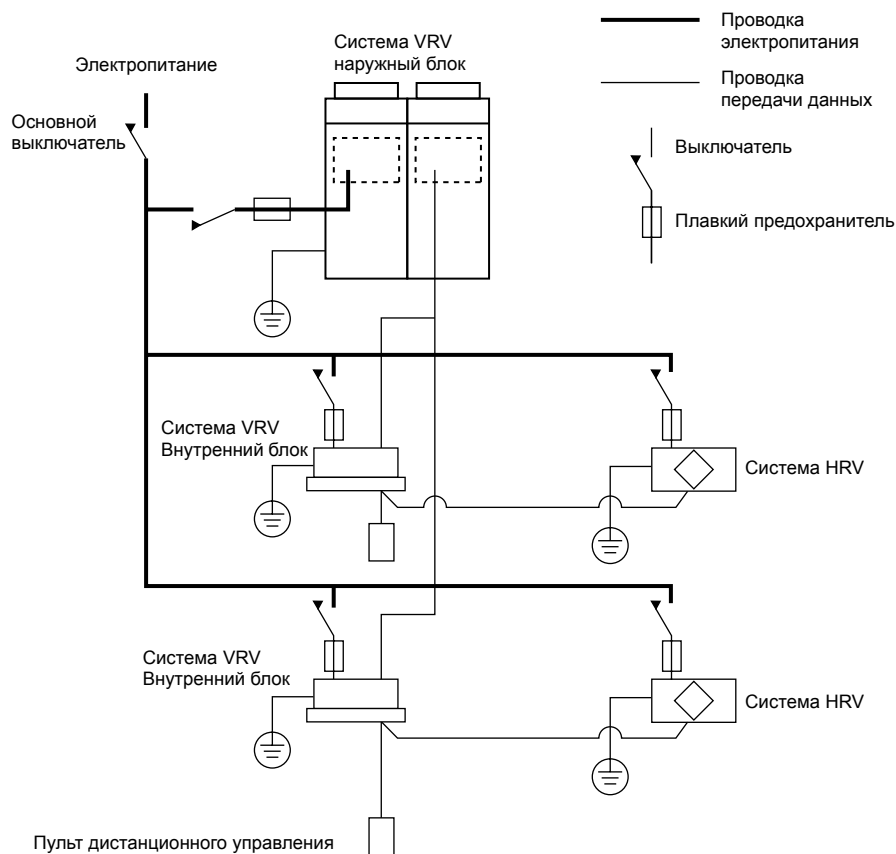 Система VRV
наружный блок
Электропитание
Основной
выключатель
Проводка
электропитания
Проводка
передачи данных
Выключатель
Плавкий предохранитель
Система VRV
Внутренний блок
Система HRV
Система VRV
Внутренний блок
Система HRV
Пульт дистанционного управления